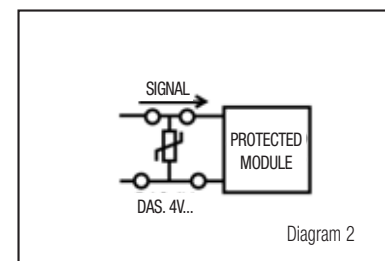 SIGNAL
PROTECTED
MODULE
DAS. 4V...
Diagram 2